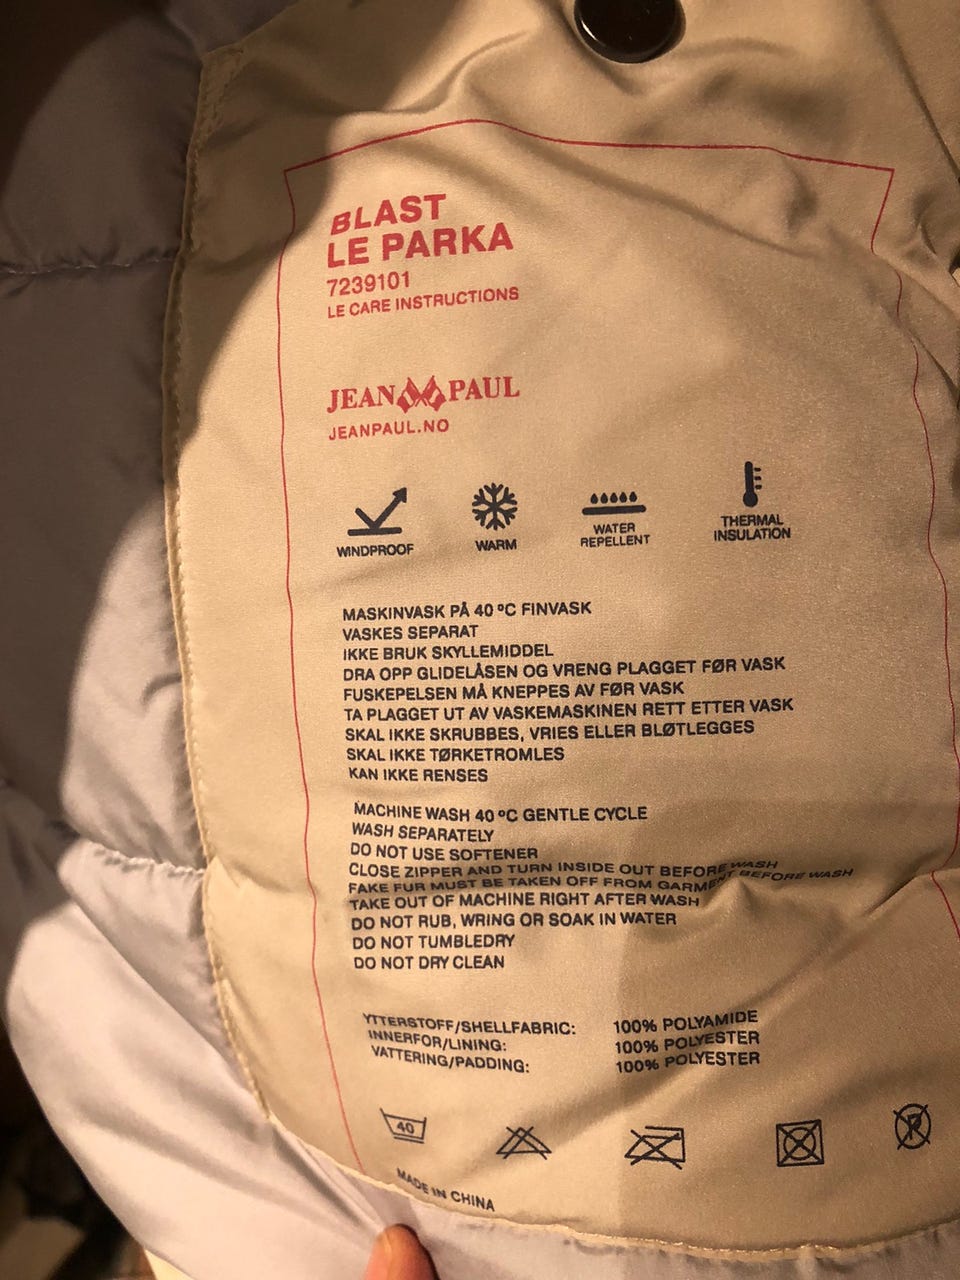 BLAST
LE PARKA
7239101
LE CARE INSTRUCTIONS
JEAN PAUL
JEANPAUL.NO
WINDPROOF
WARM
WATER
REPELLENT
THERMAL
INSULATION
MASKINVASK PÅ 40 ºC FINVASK
VASKES SEPARAT
IKKE BRUK SKYLLEMIDDEL
DRA OPP GLIDELÅSEN OG VRENG PLAGGET FØR VASK
FUSKEPELSEN MÅ KNEPPES AV FØR VASK
TA PLAGGET UT AV VASKEMASKINEN RETT ETTER VASK
SKAL IKKE SKRUBBES, VRIES ELLER BLØTLEGGES
SKAL IKKE TØRKETROMLES
KAN IKKE RENSES
MACHINE WASH 40 ºC GENTLE CYCLE
WASH SEPARATELY
DO NOT USE SOFTENER
CLOSE ZIPPER AND TURN INSIDE OUT BEFORE WASH
FAKE FUR MUST BE TAKEN OFF FROM GARMENT BEFORE WASH
TAKE OUT OF MACHINE RIGHT AFTER WASH
DO NOT RUB, WRING OR SOAK IN WATER
DO NOT TUMBLEDRY
DO NOT DRY CLEAN
YTTERSTOFF/SHELLFABRIC: 100% POLYAMIDE
INNERFOR/LINING: 100% POLYESTER
VATTERING/PADDING: 100% POLYESTER
40
P
MADE IN CHINA